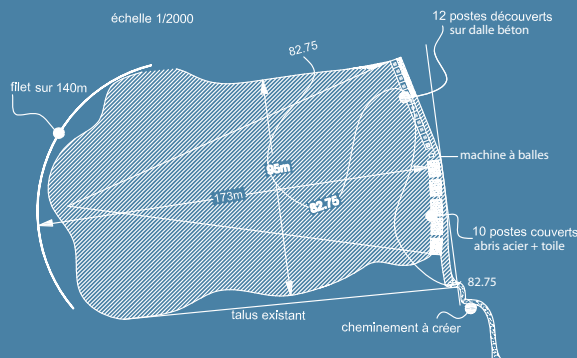 échelle 1/2000
12 postes découverts
sur dalle béton
82.75
filet sur 140m
machine à balles
173m
82.75
10 postes couverts
abris acier + toile
82.75
talus existant
cheminement à créer